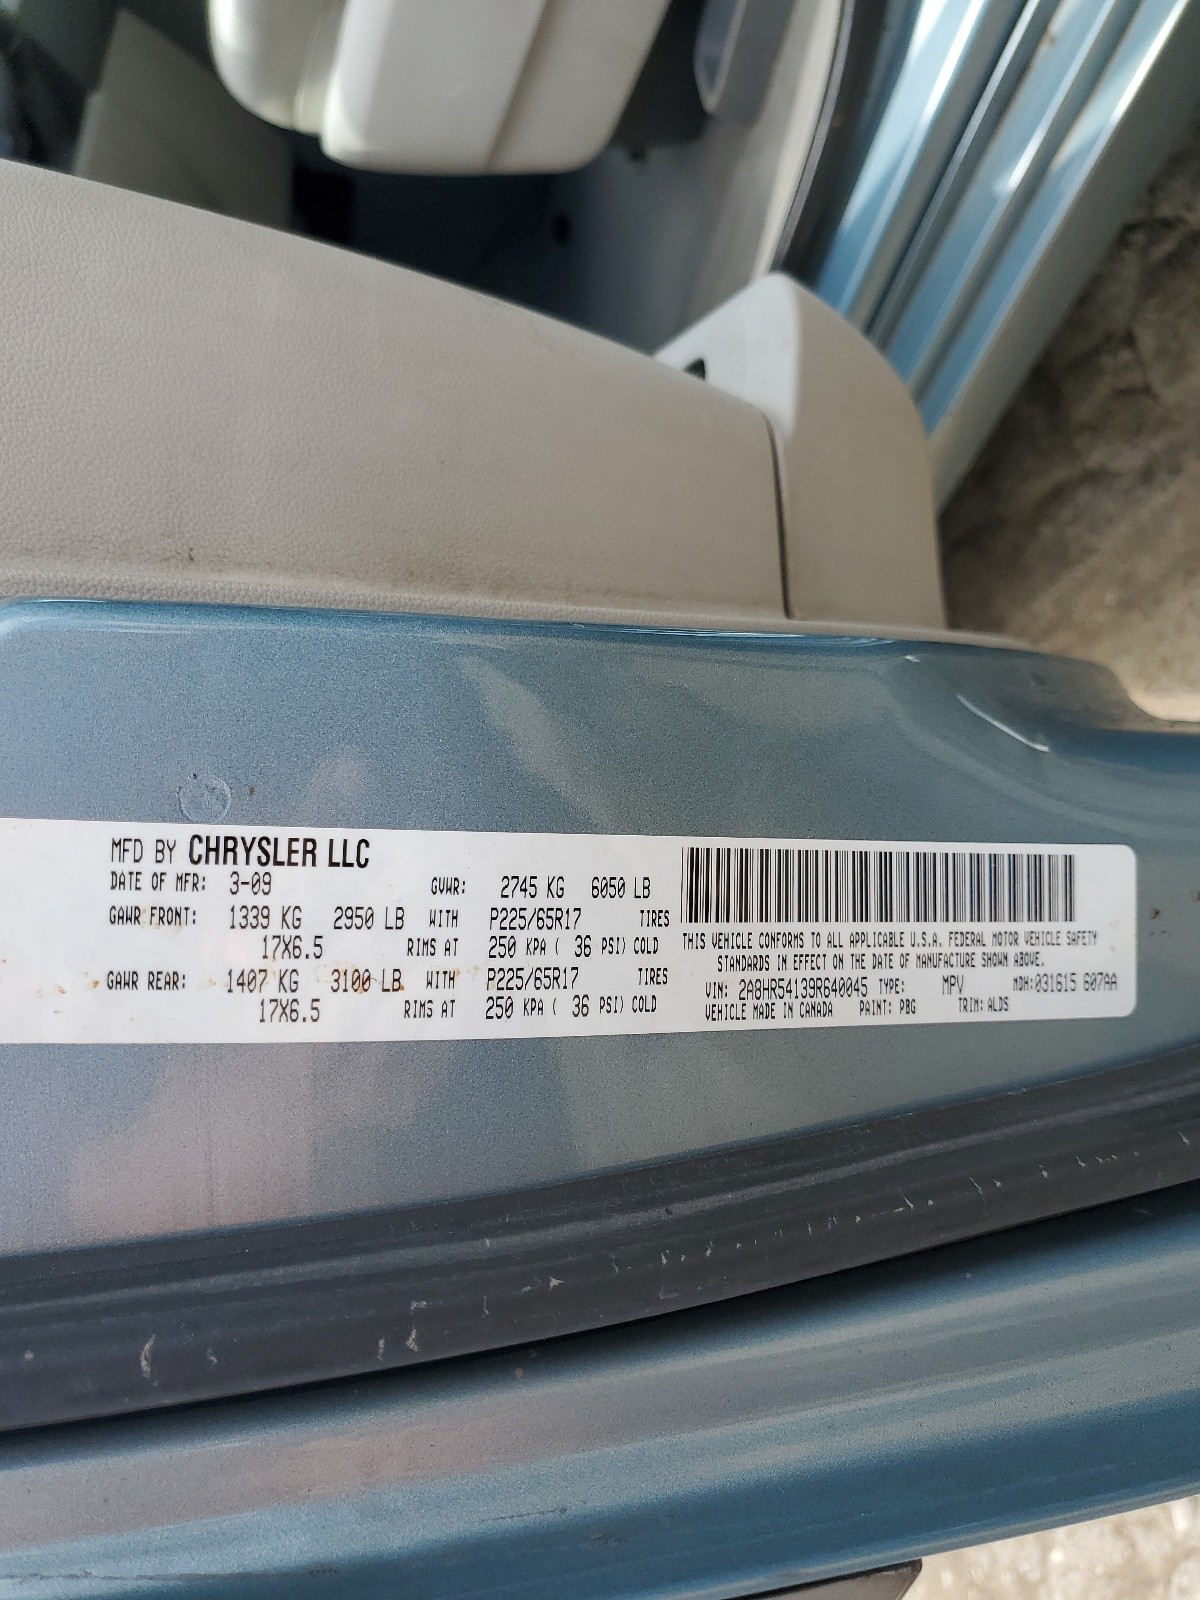 MFD BY CHRYSLER LLC
DATE OF MFR: 3-09 GVWR: 2745 KG 6050 LB
GAWR FRONT: 1339 KG 2950 LB WITH P225/65R17 TIRES
17X6.5 RIMS AT 250 KPA ( 36 PSI) COLD
GAWR REAR: 1407 KG 3100 LB WITH P225/65R17 TIRES
17X6.5 RIMS AT 250 KPA ( 36 PSI) COLD
THIS VEHICLE CONFORMS TO ALL APPLICABLE U.S.A. FEDERAL MOTOR VEHICLE SAFETY
STANDARDS IN EFFECT ON THE DATE OF MANUFACTURE SHOWN ABOVE.
VIN: 2A8HR54139R640045 TYPE: MPV MDH:031615 607AA
VEHICLE MADE IN CANADA PAINT: PBG TRIM: ALDS